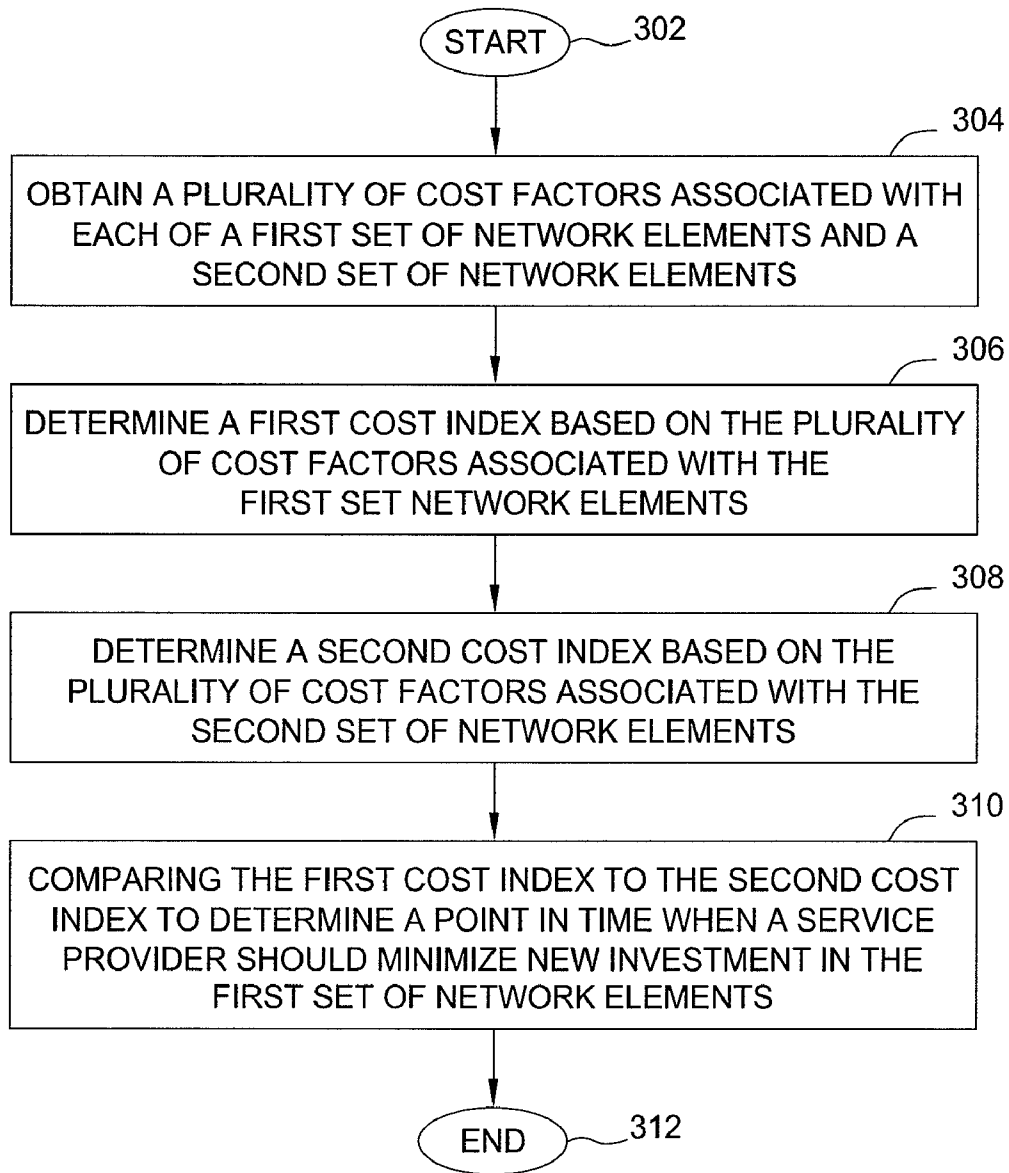 START
302
304
OBTAIN A PLURALITY OF COST FACTORS ASSOCIATED WITH
EACH OF A FIRST SET OF NETWORK ELEMENTS AND A
SECOND SET OF NETWORK ELEMENTS
306
DETERMINE A FIRST COST INDEX BASED ON THE PLURALITY
OF COST FACTORS ASSOCIATED WITH THE
FIRST SET NETWORK ELEMENTS
308
DETERMINE A SECOND COST INDEX BASED ON THE
PLURALITY OF COST FACTORS ASSOCIATED WITH THE
SECOND SET OF NETWORK ELEMENTS
310
COMPARING THE FIRST COST INDEX TO THE SECOND COST
INDEX TO DETERMINE A POINT IN TIME WHEN A SERVICE
PROVIDER SHOULD MINIMIZE NEW INVESTMENT IN THE
FIRST SET OF NETWORK ELEMENTS
END
312